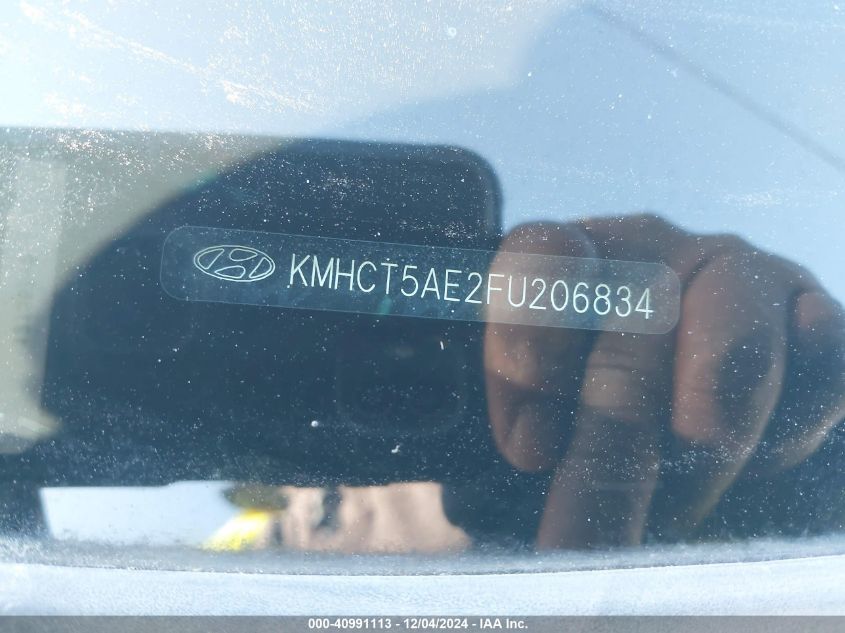 KMHCT5AE2FU206834
000-40991113 - 12/04/2024 - IAA Inc.